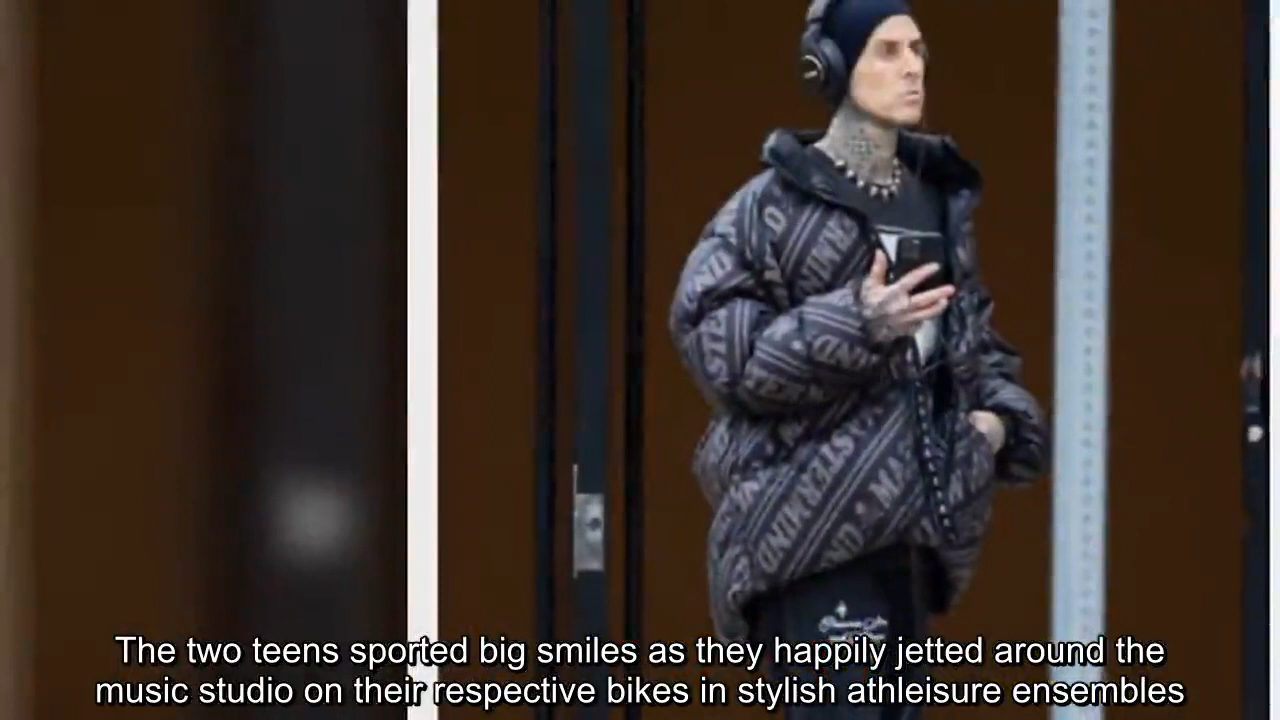 MASTERMIND
The two teens sported big smiles as they happily jetted around the
music studio on their respective bikes in stylish athleisure ensembles